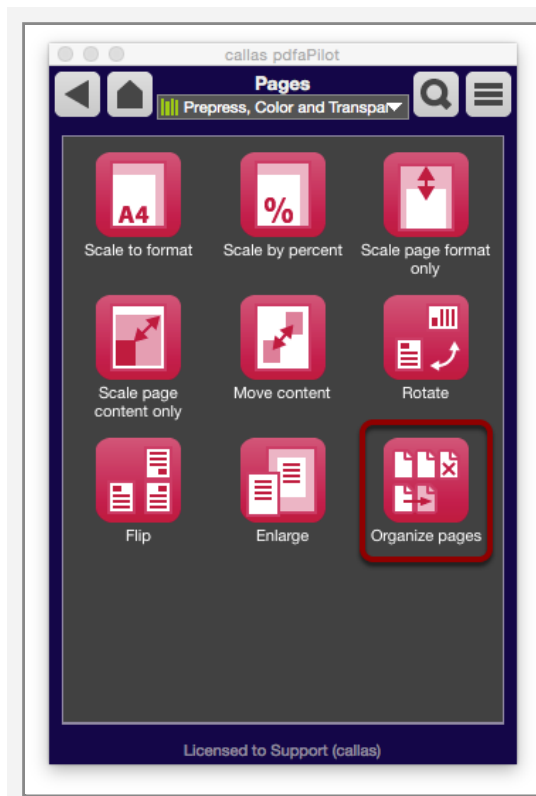 callas pdfaPilot
Pages
Prepress, Color and Transpar
A4
%
Scale to format
Scale by percent
Scale page format
only
Scale page
content only
Move content
Rotate
Flip
Enlarge
Organize pages
Licensed to Support (callas)